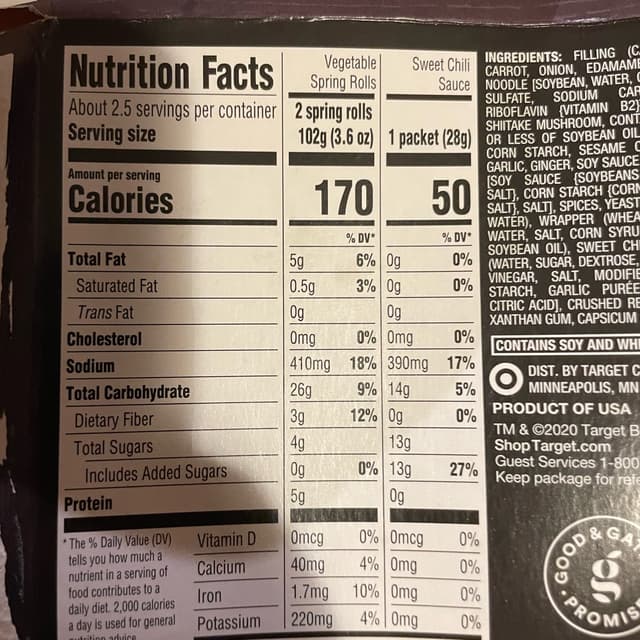 Nutrition Facts
Vegetable Spring Rolls
Sweet Chili Sauce
About 2.5 servings per container
Serving size
2 spring rolls 102g (3.6 oz)
1 packet (28g)
Amount per serving
Calories 170 50
% DV* % DV*
Total Fat 5g 6% 0g 0%
Saturated Fat 0.5g 3% 0g 0%
Trans Fat 0g 0g
Cholesterol 0mg 0% 0mg 0%
Sodium 410mg 18% 390mg 17%
Total Carbohydrate 26g 9% 14g 5%
Dietary Fiber 3g 12% 0g 0%
Total Sugars 4g 13g
Includes Added Sugars 0g 0% 13g 27%
Protein 5g 0g
Vitamin D 0mcg 0% 0mcg 0%
Calcium 40mg 4% 0mg 0%
Iron 1.7mg 10% 0mg 0%
Potassium 220mg 4% 0mg 0%
*The % Daily Value (DV)
tells you how much a
nutrient in a serving of
food contributes to a
daily diet. 2,000 calories
a day is used for general
nutrition advice
INGREDIENTS: FILLING
CARROT, ONION, EDAMAME
NOODLE [SOYBEAN, WATER,
SULFATE, SODIUM CAR
RIBOFLAVIN (VITAMIN B2)
SHIITAKE MUSHROOM, CONT
OR LESS OF SOYBEAN OIL
CORN STARCH, SESAME
GARLIC, GINGER, SOY SAUCE
[SOY SAUCE (SOYBEANS
SALT), CORN STARCH (CORN
SALT], SALT], SPICES, YEAST
WATER), WRAPPER (WHEA
WATER, SALT, CORN SYRU
SOYBEAN OIL), SWEET CH
(WATER, SUGAR, DEXTROSE,
VINEGAR, SALT, MODIFI
STARCH, GARLIC PURÉE
CITRIC ACID], CRUSHED RE
XANTHAN GUM, CAPSICUM
CONTAINS SOY AND WHE
DIST. BY TARGET C
MINNEAPOLIS, MN
PRODUCT OF USA
TM & ©2020 Target B
ShopTarget.com
Guest Services 1-800
Keep package for refe
GOOD & GA
g
PROMIS